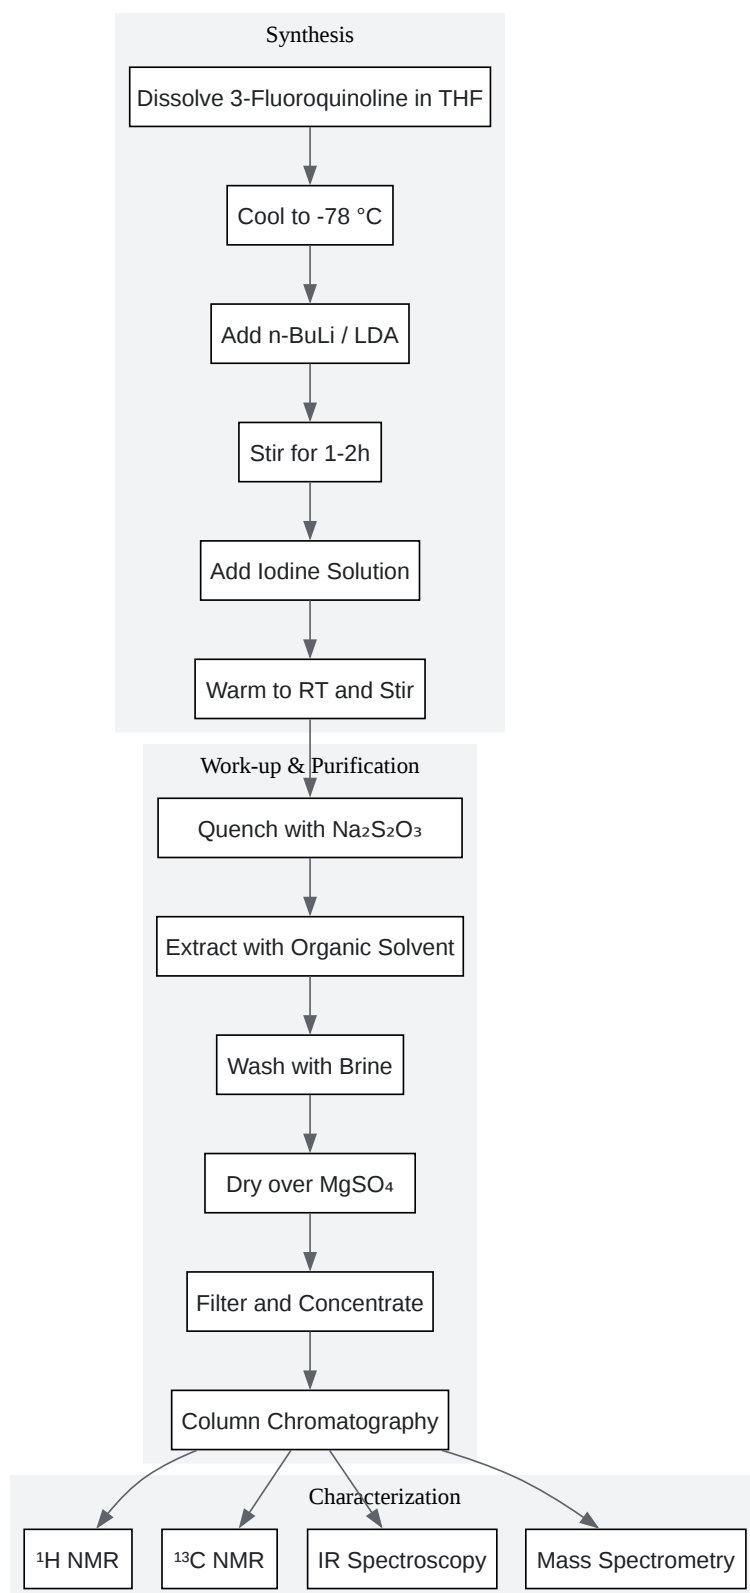 Synthesis
Dissolve 3-Fluoroquinoline in THF
Cool to -78 °C
Add n-BuLi / LDA
Stir for 1-2h
Add Iodine Solution
Warm to RT and Stir
Work-up & Purification
Quench with Na₂S₂O₃
Extract with Organic Solvent
Wash with Brine
Dry over MgSO₄
Filter and Concentrate
Column Chromatography
Characterization
¹H NMR
¹³C NMR
IR Spectroscopy
Mass Spectrometry